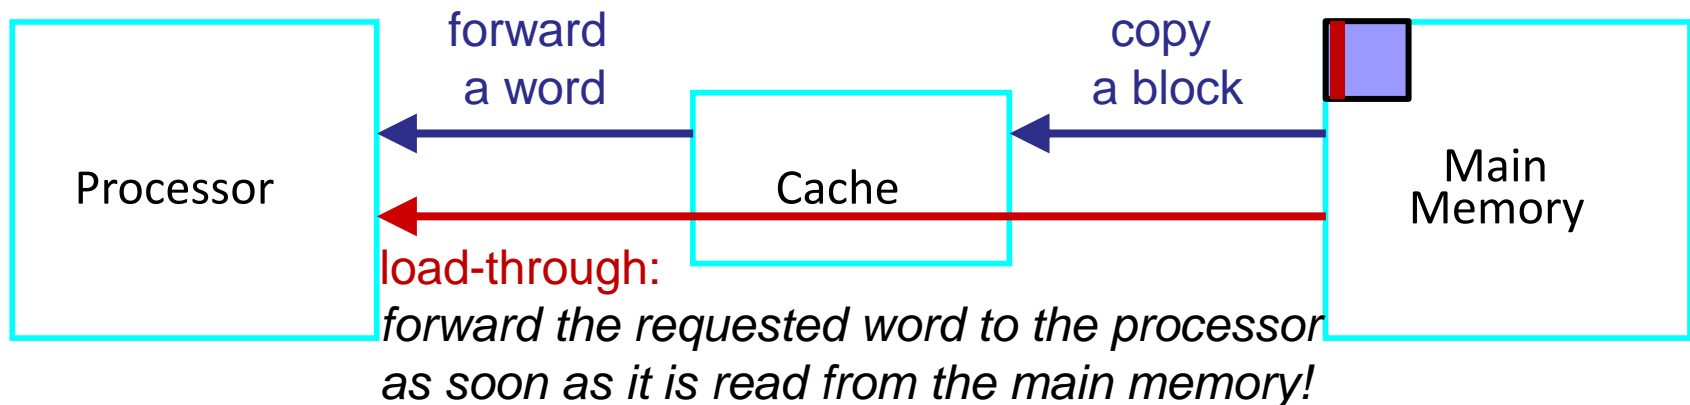 forward
a word
copy
a block
Processor
Cache
Main
Memory
load-through:
forward the requested word to the processor
as soon as it is read from the main memory!